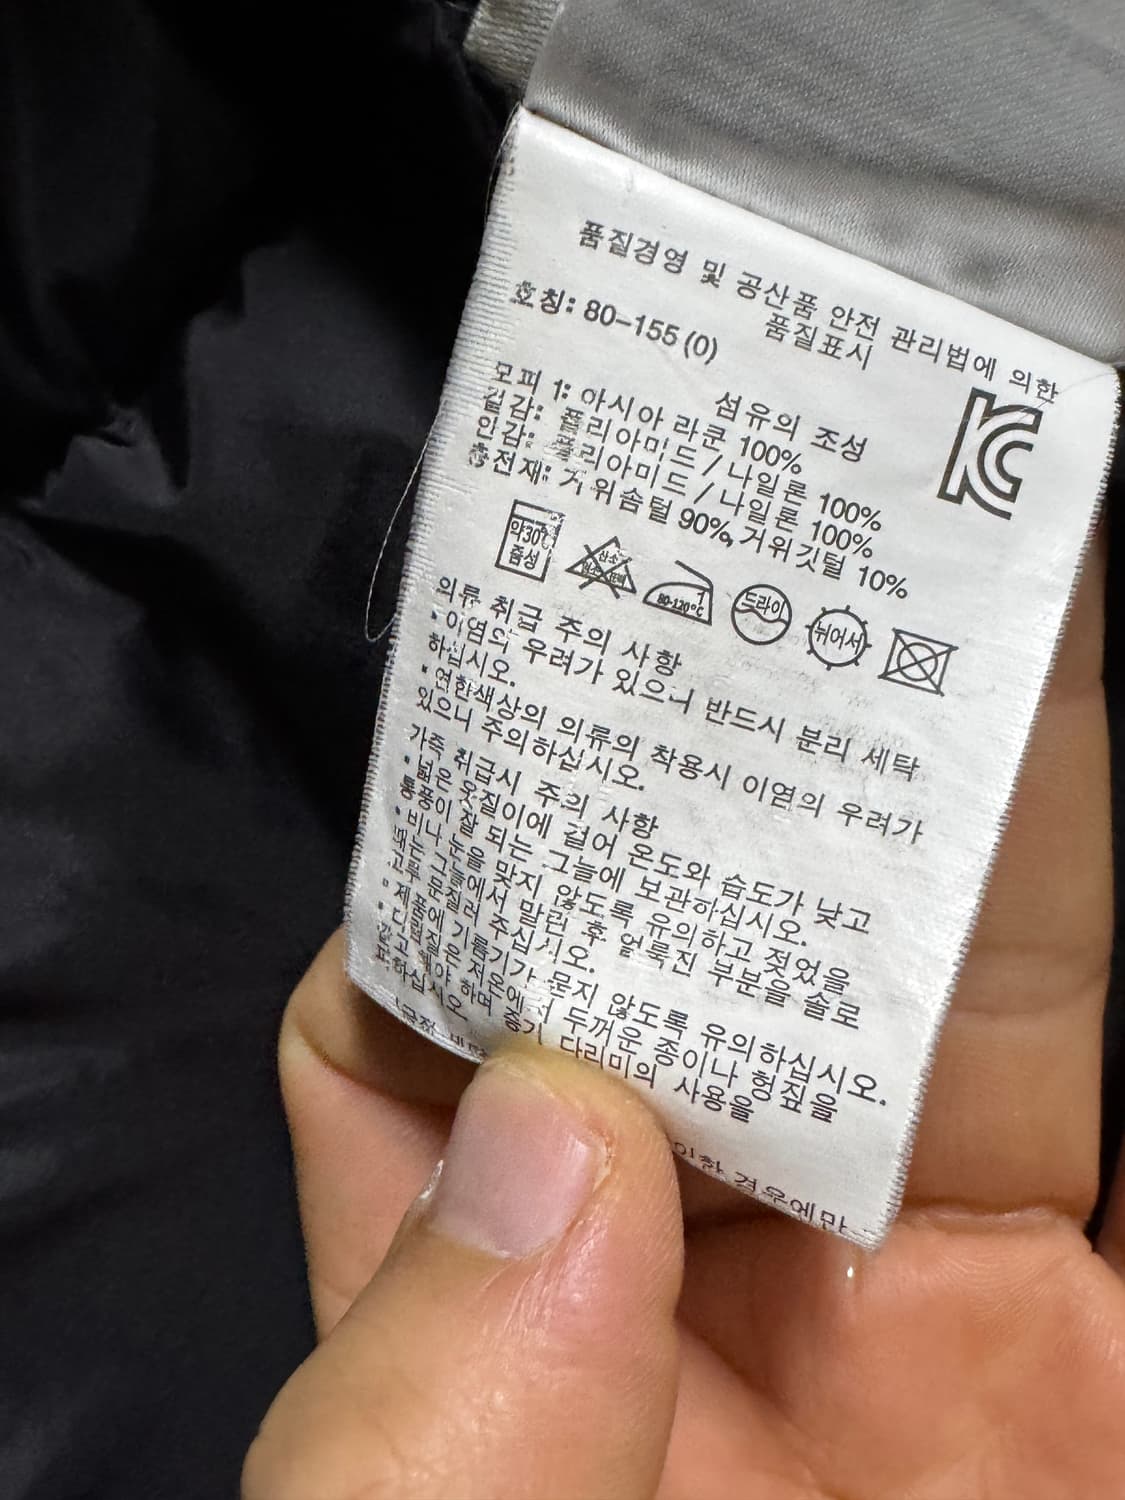 품질경영 및 공산품 안전 관리법에 의한
품질표시
호칭: 80-155 (0)
섬유의 조성
모피 1: 아시아 라쿤 100%
겉감: 폴리아미드/나일론 100%
안감: 폴리아미드/나일론 100%
충전재: 거위솜털 90%, 거위깃털 10%
약30℃
중성
산소
80-120℃
드라이
뉘어서
의류 취급 주의 사항
• 이염의 우려가 있으니 반드시 분리 세탁
하십시오.
• 연한색상의 의류의 착용시 이염의 우려가
있으니 주의하십시오.
가죽 취급시 주의 사항
• 넓은 옷걸이에 걸어 온도와 습도가 낮고
통풍이 잘 되는 그늘에 보관하십시오.
• 비나 눈을 맞지 않도록 유의하고 젖었을
때는 그늘에서 말린 후 얼룩진 부분을 솔로
고루 문질러 주십시오.
• 제품에 기름기가 묻지 않도록 유의하십시오.
• 다림질은 저온에서 두꺼운 종이나 헝겊을
깔고 해야 하며 증기 다리미의 사용을
피하십시오.
경우에만
KC